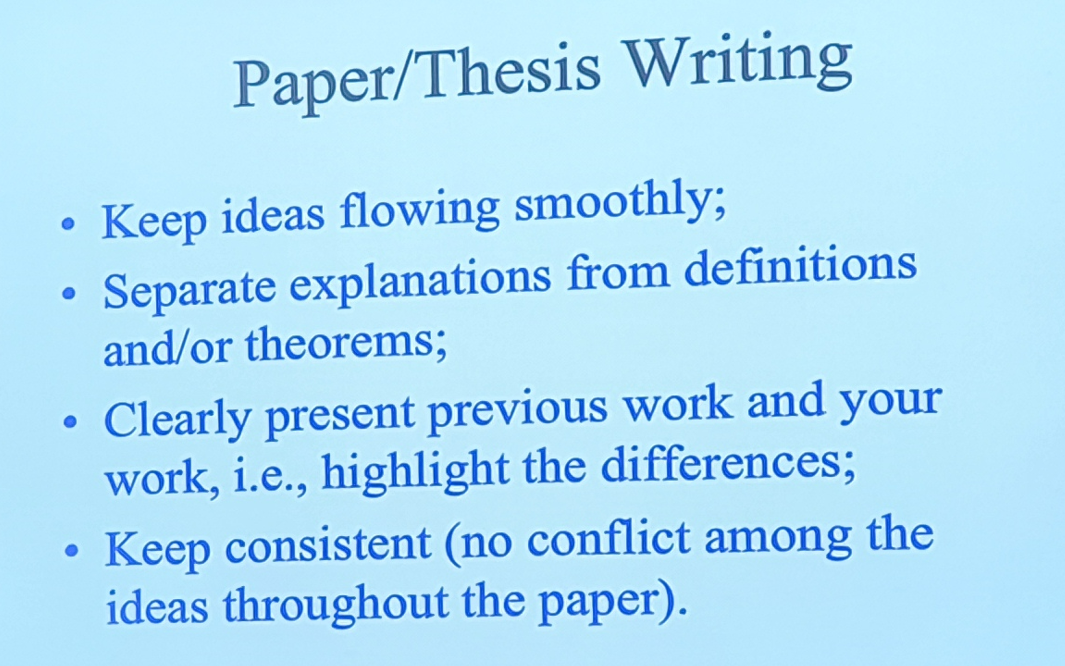 Paper/Thesis Writing
• Keep ideas flowing smoothly;
• Separate explanations from definitions
and/or theorems;
• Clearly present previous work and your
work, i.e., highlight the differences;
• Keep consistent (no conflict among the
ideas throughout the paper).